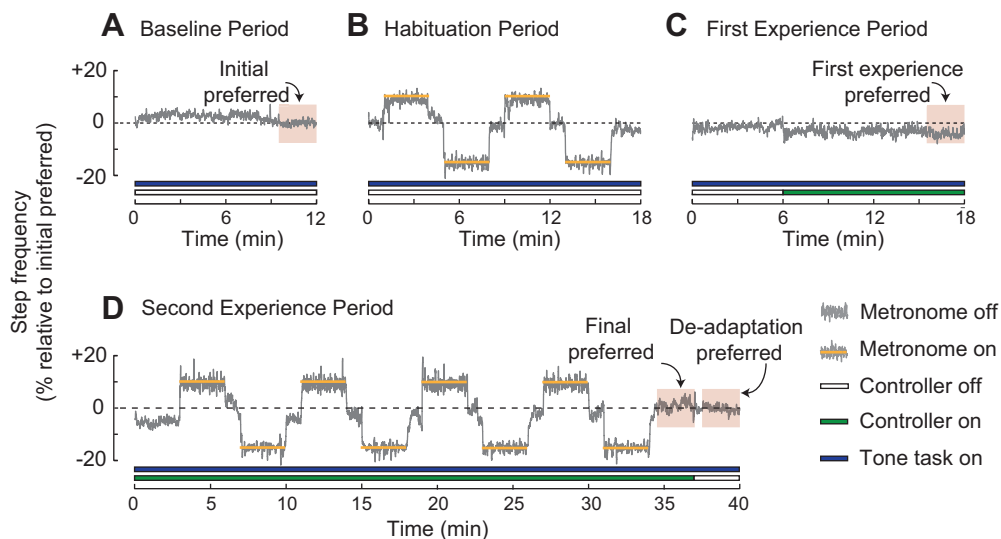 A Baseline Period
B Habituation Period
C First Experience Period
Step frequency
(% relative to initial preferred)
+20
0
-20
Initial
preferred
First experience
preferred
0 6 12
Time (min)
0 6 12 18
Time (min)
0 6 12 18
Time (min)
D Second Experience Period
+20
0
-20
Final
preferred
De-adaptation
preferred
0 5 10 15 20 25 30 35 40
Time (min)
Metronome off
Metronome on
Controller off
Controller on
Tone task on